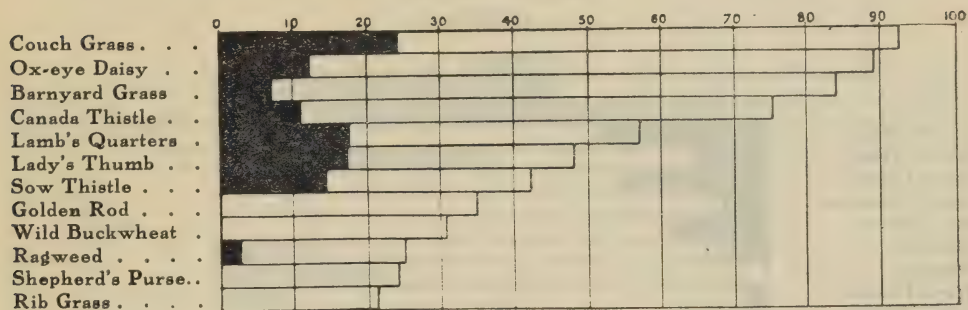 0 10 20 30 40 50 60 70 80 90 100
Couch Grass . . .
Ox-eye Daisy . .
Barnyard Grass .
Canada Thistle . .
Lamb's Quarters .
Lady's Thumb . .
Sow Thistle . . .
Golden Rod . . .
Wild Buckwheat .
Ragweed . . . .
Shepherd's Purse..
Rib Grass . . . .